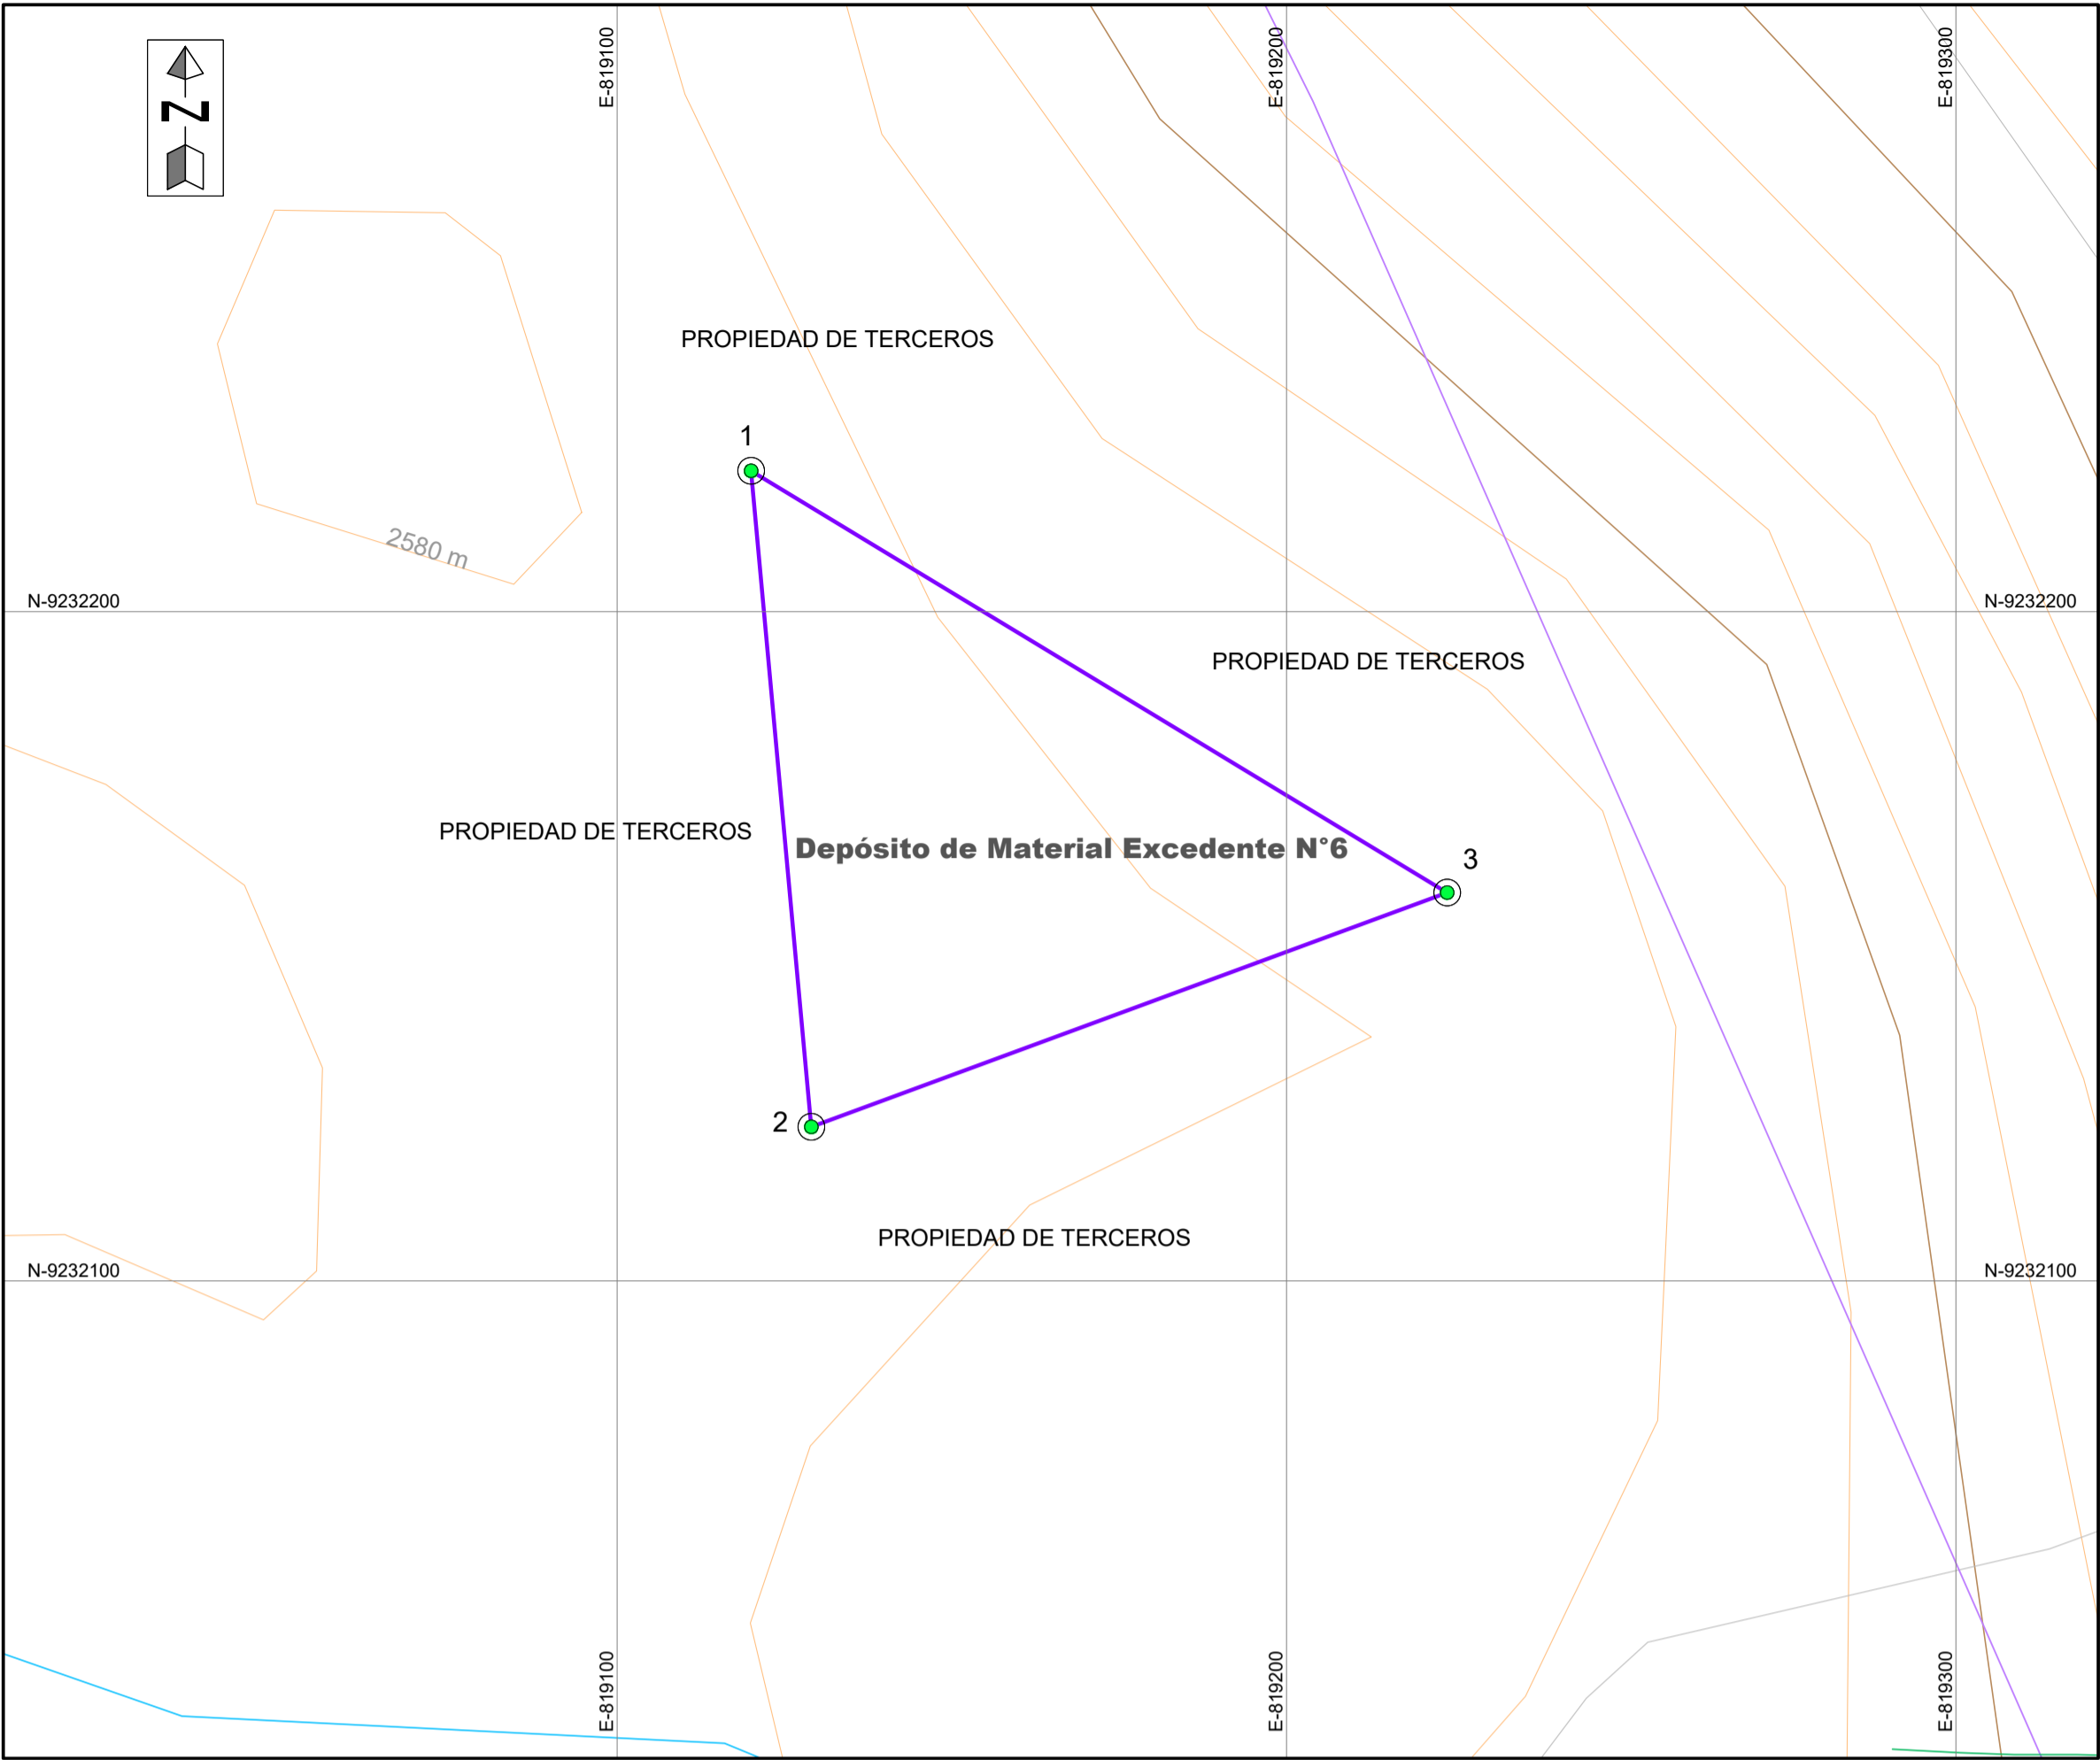 E-819100
E-819200
E-819300
N
PROPIEDAD DE TERCEROS
1
2580 m
N-9232200
N-9232200
PROPIEDAD DE TERCEROS
PROPIEDAD DE TERCEROS
Depósito de Material Excedente N°6
3
2
PROPIEDAD DE TERCEROS
N-9232100
N-9232100
E-819100
E-819200
E-819300